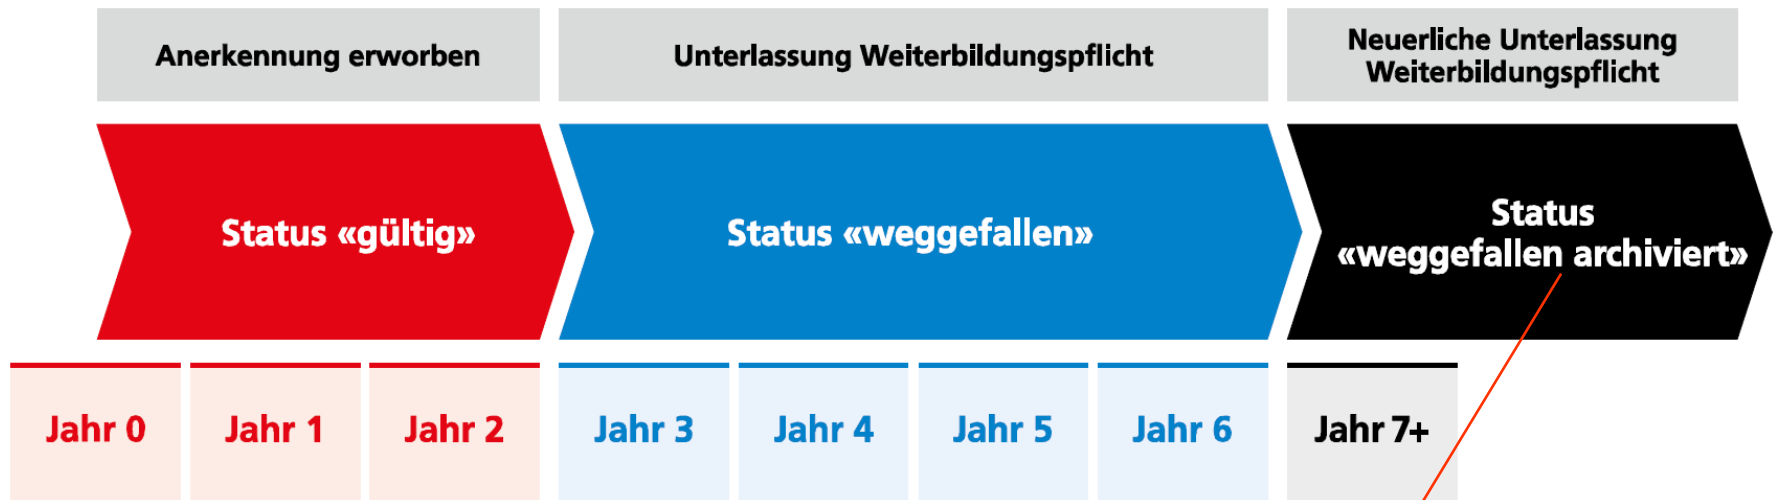 Anerkennung erworben
Unterlassung Weiterbildungspflicht
Neuerliche Unterlassung
Weiterbildungspflicht
Status «gültig»
Status «weggefallen»
Status
«weggefallen archiviert»
Jahr 0
Jahr 1
Jahr 2
Jahr 3
Jahr 4
Jahr 5
Jahr 6
Jahr 7+